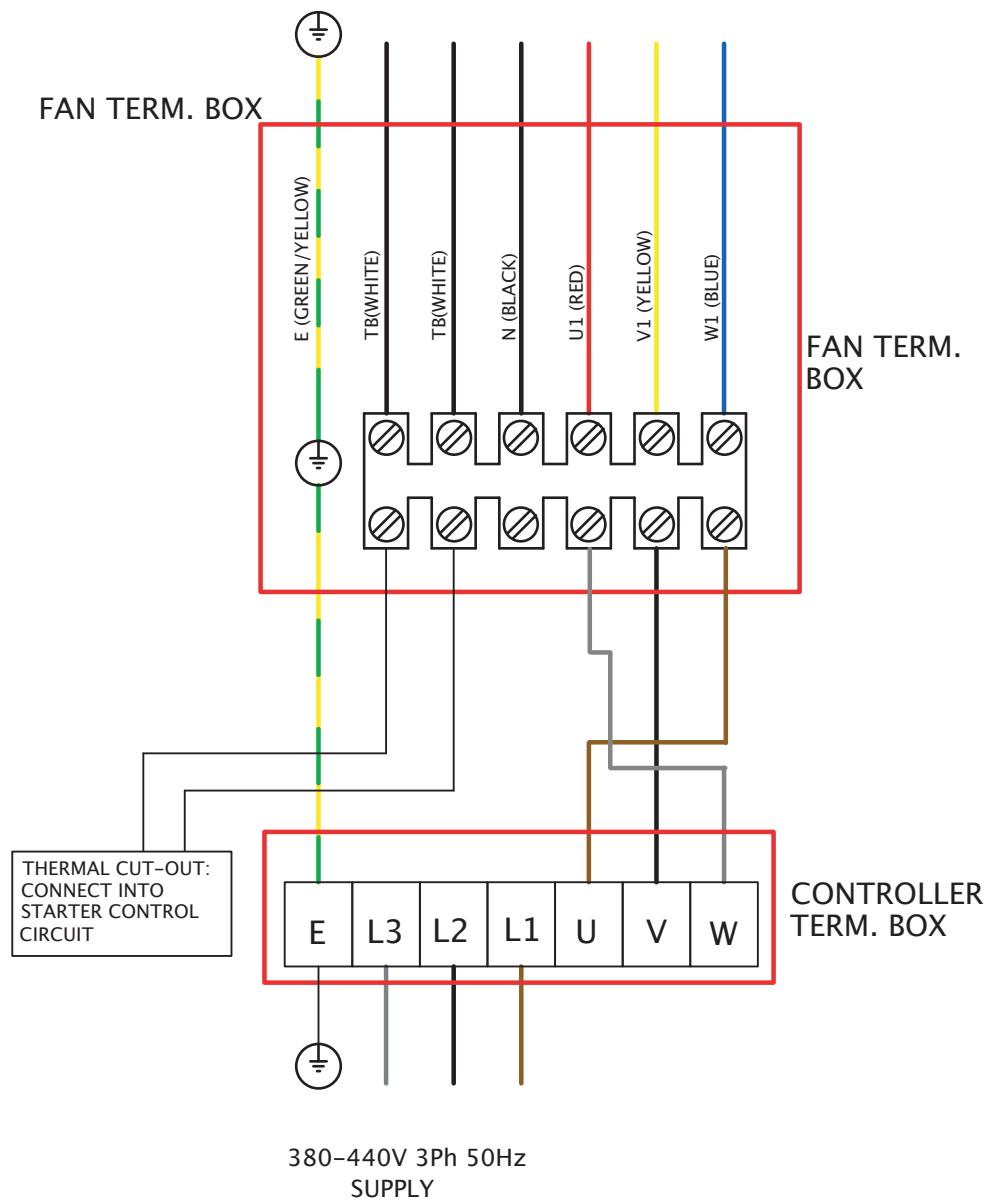 FAN TERM. BOX
E (GREEN/YELLOW)
TB(WHITE)
TB(WHITE)
N (BLACK)
U1 (RED)
V1 (YELLOW)
W1 (BLUE)
FAN TERM.
BOX
THERMAL CUT-OUT:
CONNECT INTO
STARTER CONTROL
CIRCUIT
E L3 L2 L1 U V W
CONTROLLER
TERM. BOX
380-440V 3Ph 50Hz
SUPPLY